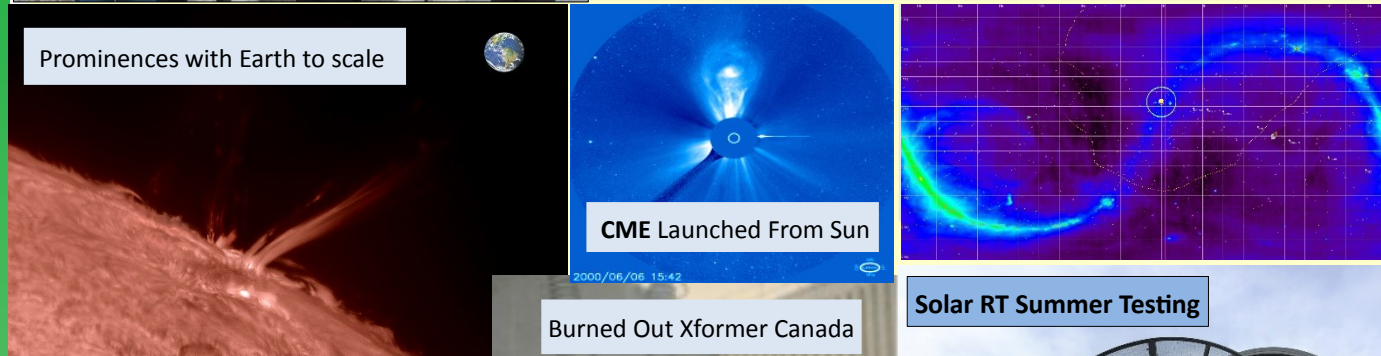 Prominences with Earth to scale
CME Launched From Sun
2000/06/06 15:42
Burned Out Xformer Canada
Solar RT Summer Testing